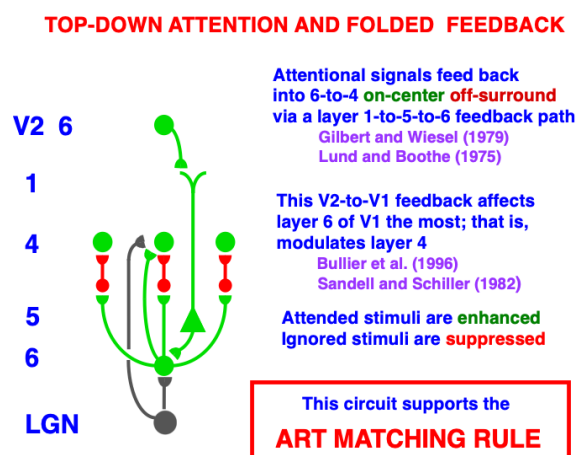 TOP-DOWN ATTENTION AND FOLDED FEEDBACK
Attentional signals feed back
into 6-to-4 on-center off-surround
via a layer 1-to-5-to-6 feedback path
Gilbert and Wiesel (1979)
Lund and Boothe (1975)
This V2-to-V1 feedback affects
layer 6 of V1 the most; that is,
modulates layer 4
Bullier et al. (1996)
Sandell and Schiller (1982)
Attended stimuli are enhanced
Ignored stimuli are suppressed
This circuit supports the
ART MATCHING RULE
V2 6
1
4
5
6
LGN